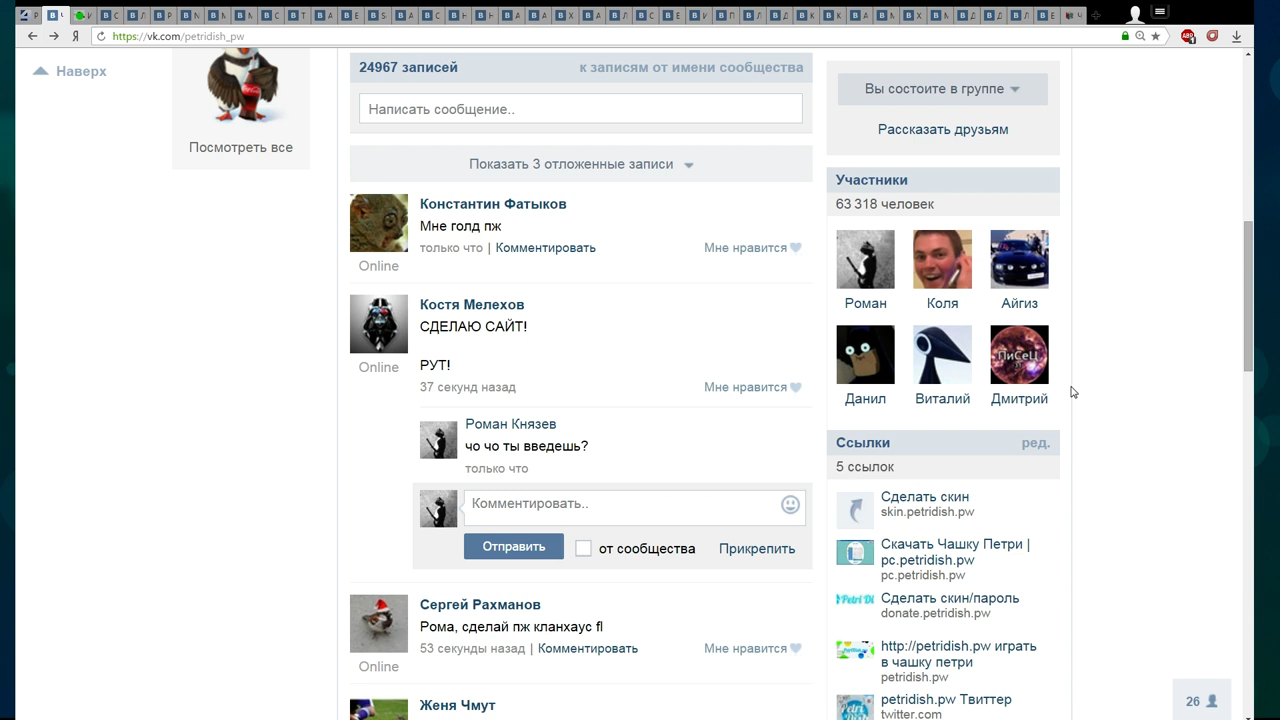 https://vk.com/petridish_pw
Наверх
Посмотреть все
24967 записей
к записям от имени сообщества
Написать сообщение..
Показать 3 отложенные записи
Константин Фатыков
Мне голд пж
только что | Комментировать
Мне нравится
Online
Костя Мелехов
СДЕЛАЮ САЙТ!
РУТ!
37 секунд назад
Мне нравится
Online
Роман Князев
чо чо ты введешь?
только что
Комментировать..
Отправить
от сообщества
Прикрепить
Сергей Рахманов
Рома, сделай пж кланхаус fl
53 секунды назад | Комментировать
Мне нравится
Online
Женя Чмут
Вы состоите в группе
Рассказать друзьям
Участники
63 318 человек
Роман
Коля
Айгиз
Данил
Виталий
Дмитрий
Ссылки
ред.
5 ссылок
Сделать скин
skin.petridish.pw
Скачать Чашку Петри |
pc.petridish.pw
pc.petridish.pw
Сделать скин/пароль
donate.petridish.pw
http://petridish.pw играть
в чашку петри
petridish.pw
petridish.pw Твиттер
twitter.com
26